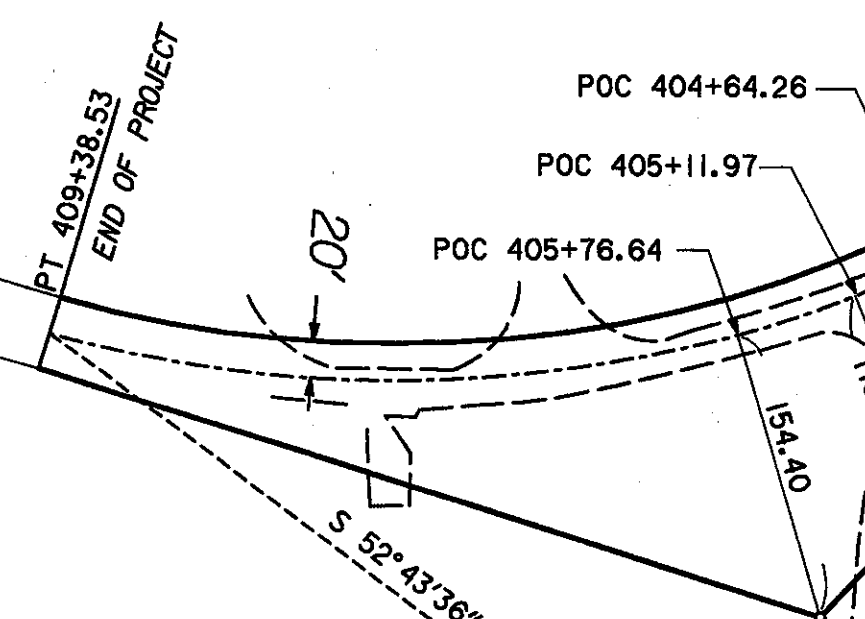 PT 409+38.53
END OF PROJECT
POC 404+64.26
POC 405+11.97
POC 405+76.64
20'
154.40
S 52°43'36"